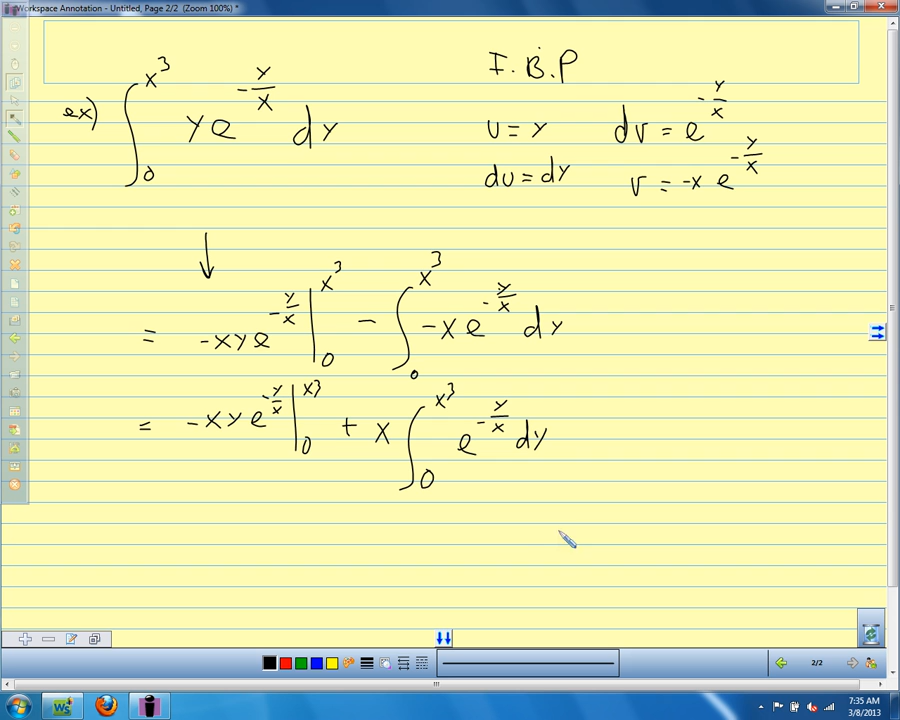 Workspace Annotation - Untitled, Page 2/2 (Zoom 100%) *
I.B.P
ex) ∫₀^{x³} y e^{-y/x} dy
u = y dv = e^{-y/x}
du = dy v = -x e^{-y/x}
↓
= -xy e^{-y/x} |₀^{x³} - ∫₀^{x³} -x e^{-y/x} dy
= -xy e^{-y/x} |₀^{x³} + x ∫₀^{x³} e^{-y/x} dy
2/2
7:35 AM
3/8/2013